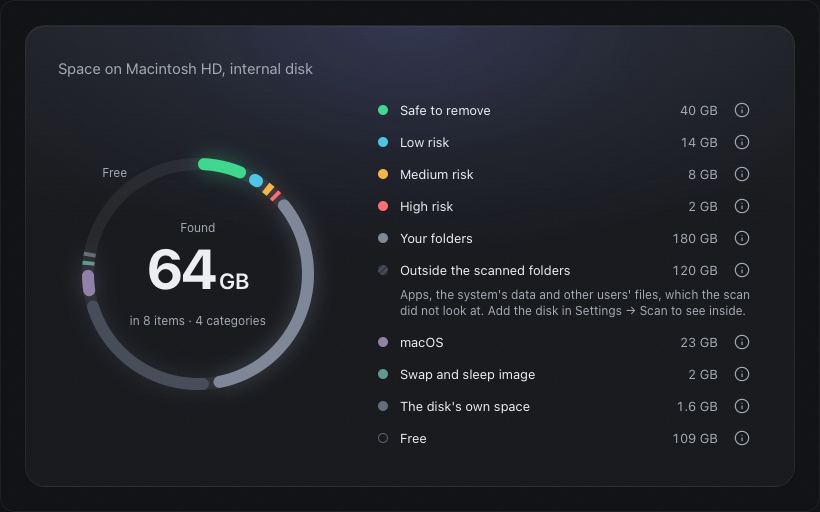 Space on Macintosh HD, internal disk
Free
Found
64 GB
in 8 items · 4 categories
Safe to remove 40 GB
Low risk 14 GB
Medium risk 8 GB
High risk 2 GB
Your folders 180 GB
Outside the scanned folders 120 GB
Apps, the system's data and other users' files, which the scan
did not look at. Add the disk in Settings → Scan to see inside.
macOS 23 GB
Swap and sleep image 2 GB
The disk's own space 1.6 GB
Free 109 GB